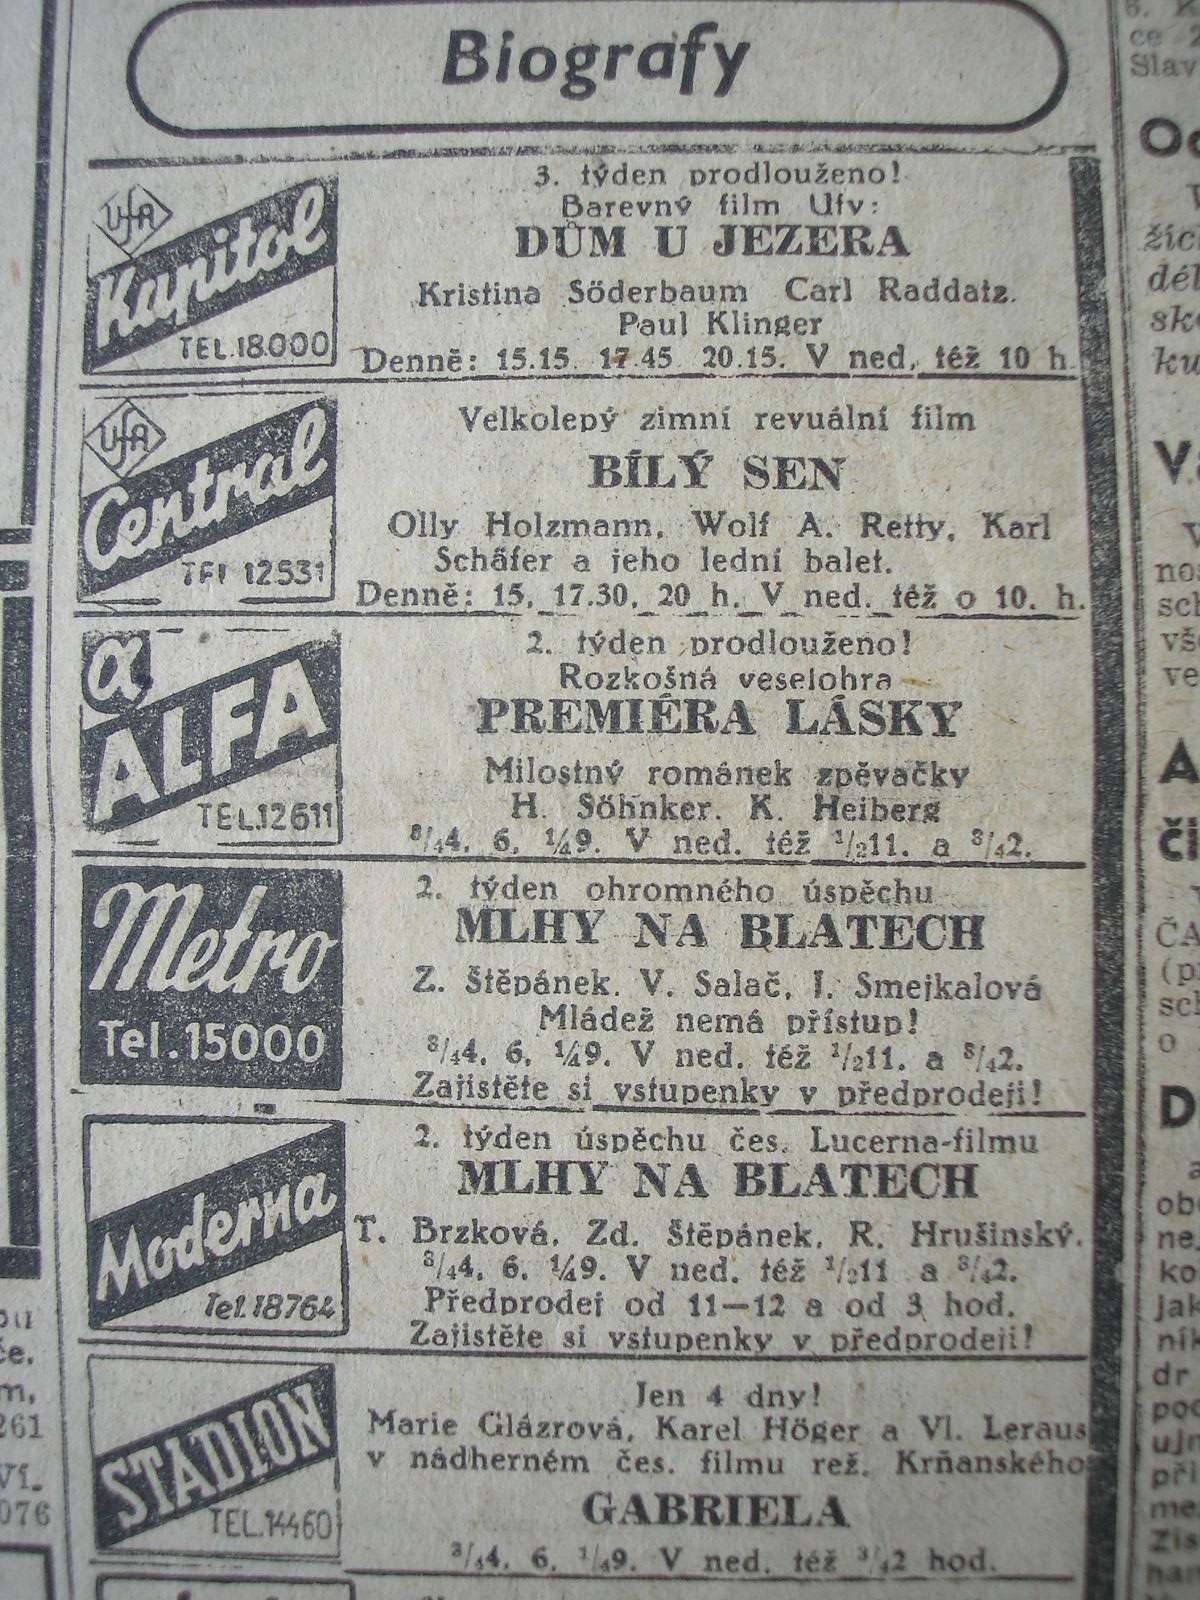 Biografy
UfA
Kapitol
TEL.18.000
3. týden prodlouženo!
Barevný film Ufy:
DŮM U JEZERA
Kristina Söderbaum Carl Raddatz.
Paul Klinger
Denně: 15.15 17.45 20.15. V ned. též 10 h.
UfA
Central
TEL 12531
Velkolepý zimní revuální film
BÍLÝ SEN
Olly Holzmann, Wolf A. Retty, Karl
Schäfer a jeho lední balet.
Denně: 15, 17.30, 20 h. V ned. též o 10. h.
α
ALFA
TEL.12611
2. týden prodlouženo!
Rozkošná veselohra
PREMIÉRA LÁSKY
Milostný románek zpěvačky
H. Söhnker. K. Heiberg
3/44. 6. 1/49. V ned. též 1/211. a 3/42.
Metro
Tel.15000
2. týden ohromného úspěchu
MLHY NA BLATECH
Z. Štěpánek. V. Salač, J. Smejkalová
Mládež nemá přístup!
3/44. 6. 1/49. V ned. též 1/211. a 3/42.
Zajistěte si vstupenky v předprodeji!
Moderna
Tel.18764
2. týden úspěchu čes. Lucerna-filmu
MLHY NA BLATECH
T. Brzková, Zd. Štěpánek, R. Hrušínský.
3/44. 6. 1/49. V ned. též 1/211 a 3/42.
Předprodej od 11—12 a od 3 hod.
Zajistěte si vstupenky v předprodeji!
STADION
TEL.14460
Jen 4 dny!
Marie Glázrová, Karel Höger a Vl. Leraus
v nádherném čes. filmu rež. Krňanského
GABRIELA
3/44. 6. 1/49. V ned. též 3/42 hod.